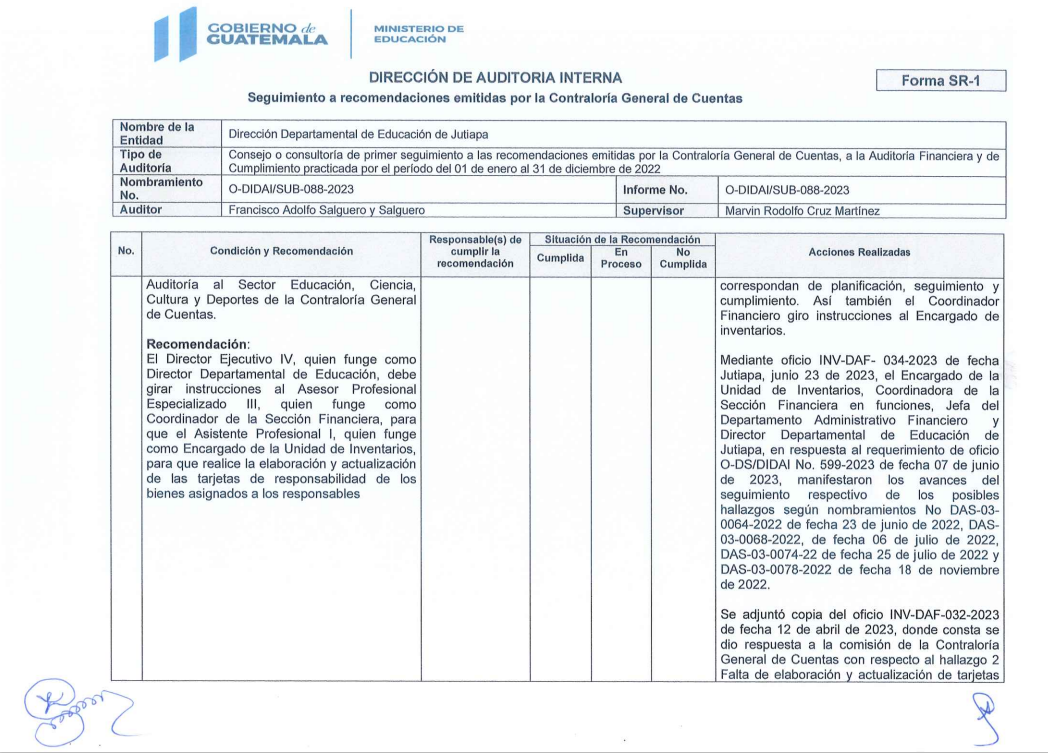 GOBIERNO de
GUATEMALA
MINISTERIO DE
EDUCACIÓN
DIRECCIÓN DE AUDITORIA INTERNA
Forma SR-1
Seguimiento a recomendaciones emitidas por la Contraloría General de Cuentas
Nombre de la
Entidad
Dirección Departamental de Educación de Jutiapa
Tipo de
Auditoría
Consejo o consultoría de primer seguimiento a las recomendaciones emitidas por la Contraloría General de Cuentas, a la Auditoría Financiera y de
Cumplimiento practicada por el período del 01 de enero al 31 de diciembre de 2022
Nombramiento
No.
O-DIDAI/SUB-088-2023
Informe No.
O-DIDAI/SUB-088-2023
Auditor
Francisco Adolfo Salguero y Salguero
Supervisor
Marvin Rodolfo Cruz Martínez
No.
Condición y Recomendación
Responsable(s) de
cumplir la
recomendación
Situación de la Recomendación
Cumplida
En
Proceso
No
Cumplida
Acciones Realizadas
Auditoría al Sector Educación, Ciencia,
Cultura y Deportes de la Contraloría General
de Cuentas.
Recomendación:
El Director Ejecutivo IV, quien funge como
Director Departamental de Educación, debe
girar instrucciones al Asesor Profesional
Especializado III, quien funge como
Coordinador de la Sección Financiera, para
que el Asistente Profesional I, quien funge
como Encargado de la Unidad de Inventarios,
para que realice la elaboración y actualización
de las tarjetas de responsabilidad de los
bienes asignados a los responsables
correspondan de planificación, seguimiento y
cumplimiento. Así también el Coordinador
Financiero giro instrucciones al Encargado de
inventarios.
Mediante oficio INV-DAF- 034-2023 de fecha
Jutiapa, junio 23 de 2023, el Encargado de la
Unidad de Inventarios, Coordinadora de la
Sección Financiera en funciones, Jefa del
Departamento Administrativo Financiero y
Director Departamental de Educación de
Jutiapa, en respuesta al requerimiento de oficio
O-DS/DIDAI No. 599-2023 de fecha 07 de junio
de 2023, manifestaron los avances del
seguimiento respectivo de los posibles
hallazgos según nombramientos No DAS-03-
0064-2022 de fecha 23 de junio de 2022, DAS-
03-0068-2022, de fecha 06 de julio de 2022,
DAS-03-0074-22 de fecha 25 de julio de 2022 y
DAS-03-0078-2022 de fecha 18 de noviembre
de 2022.
Se adjuntó copia del oficio INV-DAF-032-2023
de fecha 12 de abril de 2023, donde consta se
dio respuesta a la comisión de la Contraloría
General de Cuentas con respecto al hallazgo 2
Falta de elaboración y actualización de tarjetas